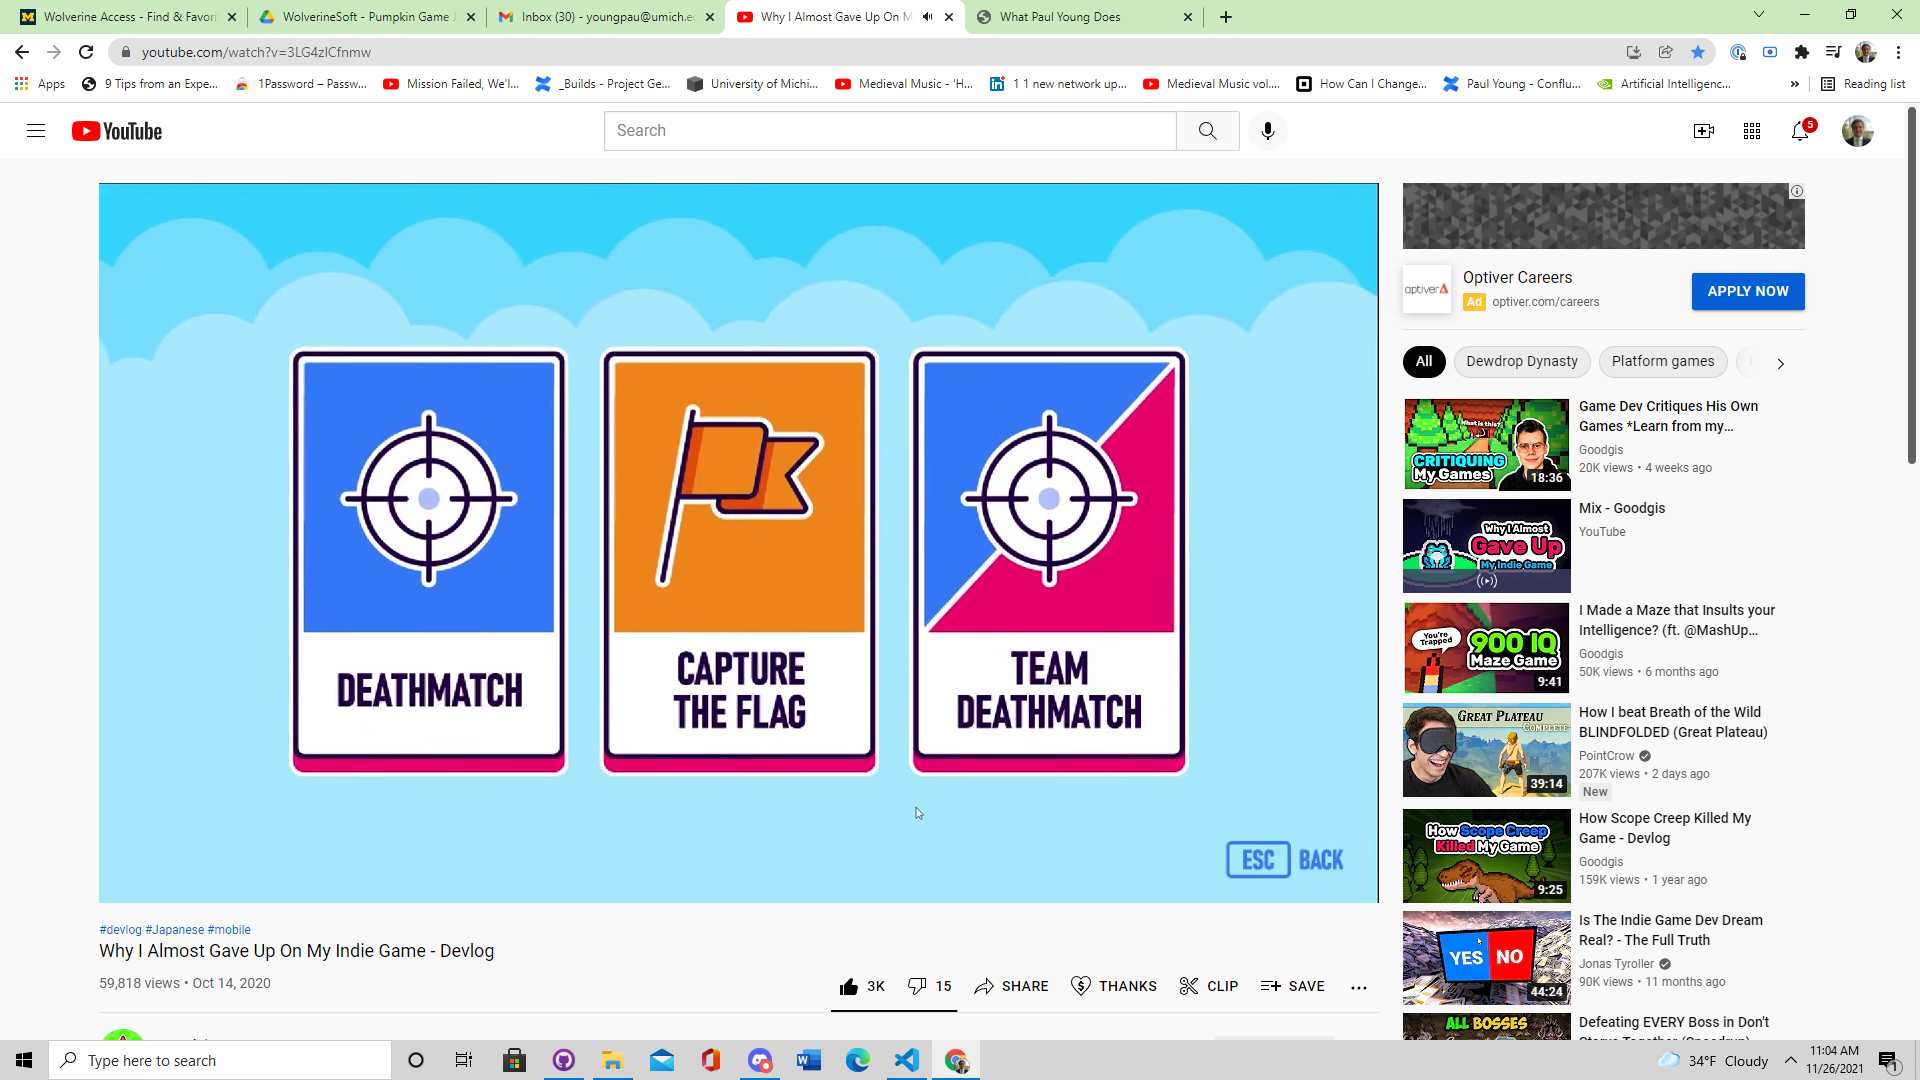 Wolverine Access - Find & Favori
WolverineSoft - Pumpkin Game J
Inbox (30) - youngpau@umich.ed
Why I Almost Gave Up On M
What Paul Young Does
youtube.com/watch?v=3LG4zICfnmw
Apps
9 Tips from an Expe...
1Password – Passw...
Mission Failed, We'l...
_Builds - Project Ge...
University of Michi...
Medieval Music - 'H...
1 1 new network up...
Medieval Music vol....
How Can I Change...
Paul Young - Conflu...
Artificial Intelligenc...
»
Reading list
YouTube
Search
5
DEATHMATCH
CAPTURE
THE FLAG
TEAM
DEATHMATCH
ESC BACK
#devlog #Japanese #mobile
Why I Almost Gave Up On My Indie Game - Devlog
59,818 views • Oct 14, 2020
3K
15
SHARE
THANKS
CLIP
SAVE
optiver
Optiver Careers
Ad optiver.com/careers
APPLY NOW
All
Dewdrop Dynasty
Platform games
What is this?
CRITIQUING
My Games
18:36
Game Dev Critiques His Own
Games *Learn from my...
Goodgis
20K views • 4 weeks ago
Why I Almost
Gave Up
My Indie Game
Mix - Goodgis
YouTube
You're
Trapped
900 IQ
Maze Game
9:41
I Made a Maze that Insults your
Intelligence? (ft. @MashUp...
Goodgis
50K views • 6 months ago
GREAT PLATEAU
COMPLETE
39:14
How I beat Breath of the Wild
BLINDFOLDED (Great Plateau)
PointCrow
207K views • 2 days ago
New
How Scope Creep
Killed My Game
9:25
How Scope Creep Killed My
Game - Devlog
Goodgis
159K views • 1 year ago
YES NO
44:24
Is The Indie Game Dev Dream
Real? - The Full Truth
Jonas Tyroller
90K views • 11 months ago
ALL BOSSES
Defeating EVERY Boss in Don't
Type here to search
34°F Cloudy
11:04 AM
11/26/2021
1